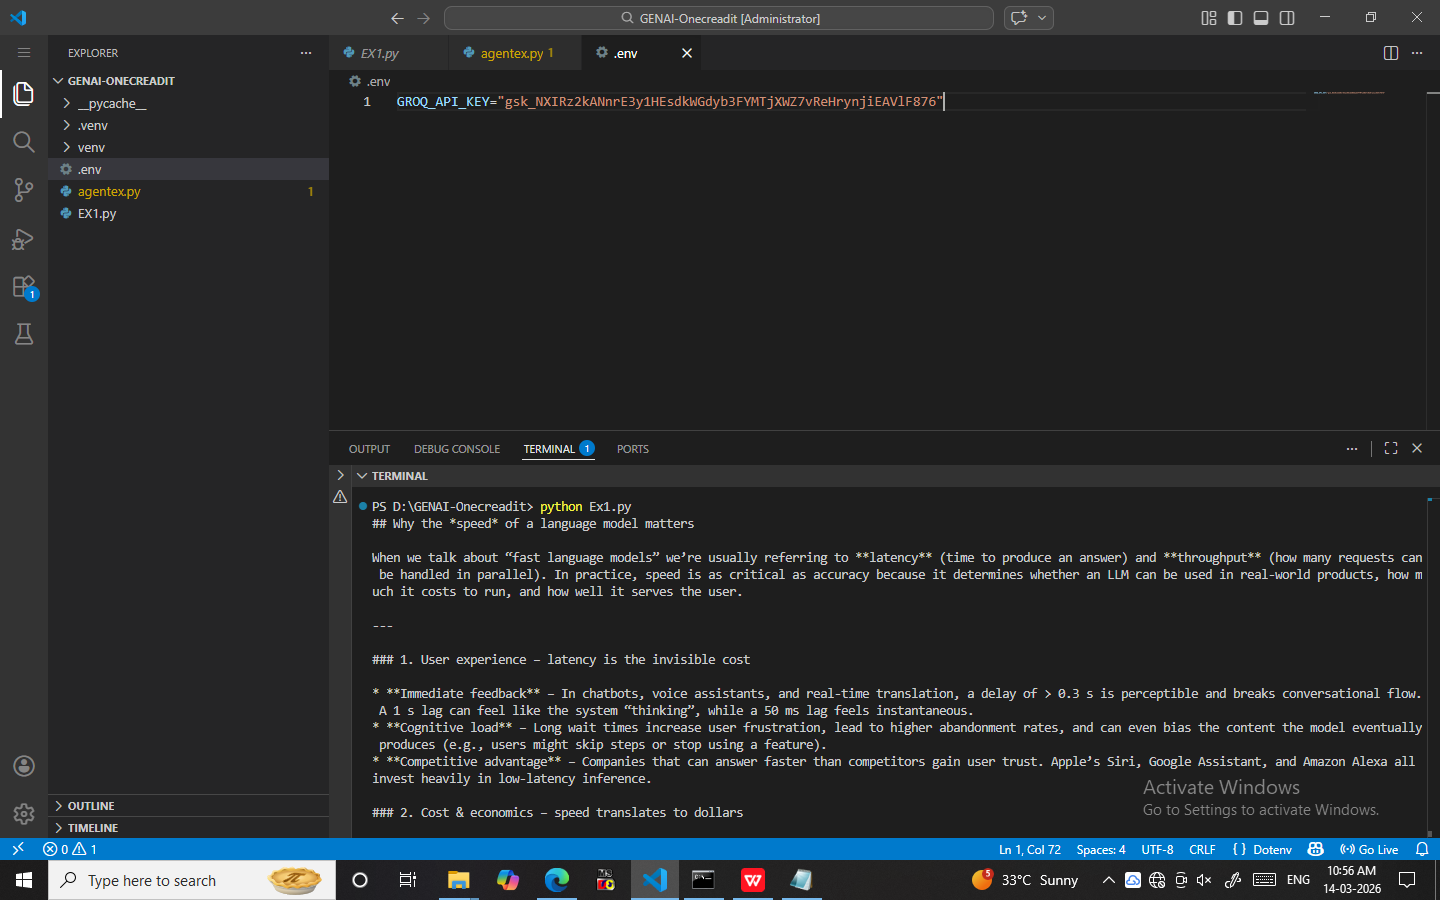 GENAI-Onecreadit [Administrator]
EXPLORER
EX1.py
agentex.py 1
.env
GENAI-ONECREADIT
__pycache__
.venv
venv
.env
agentex.py 1
EX1.py
.env
1 GROQ_API_KEY="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"
1
OUTPUT DEBUG CONSOLE TERMINAL 1 PORTS
TERMINAL
PS D:\GENAI-Onecreadit> python Ex1.py
## Why the *speed* of a language model matters
When we talk about “fast language models” we’re usually referring to **latency** (time to produce an answer) and **throughput** (how many requests can
be handled in parallel). In practice, speed is as critical as accuracy because it determines whether an LLM can be used in real-world products, how m
uch it costs to run, and how well it serves the user.
---
### 1. User experience – latency is the invisible cost
* **Immediate feedback** – In chatbots, voice assistants, and real-time translation, a delay of > 0.3 s is perceptible and breaks conversational flow.
A 1 s lag can feel like the system “thinking”, while a 50 ms lag feels instantaneous.
* **Cognitive load** – Long wait times increase user frustration, lead to higher abandonment rates, and can even bias the content the model eventually
produces (e.g., users might skip steps or stop using a feature).
* **Competitive advantage** – Companies that can answer faster than competitors gain user trust. Apple’s Siri, Google Assistant, and Amazon Alexa all
invest heavily in low-latency inference.
### 2. Cost & economics – speed translates to dollars
Activate Windows
Go to Settings to activate Windows.
OUTLINE
TIMELINE
0 1
Ln 1, Col 72 Spaces: 4 UTF-8 CRLF { } Dotenv Go Live
Type here to search
5 33°C Sunny
ENG
10:56 AM
14-03-2026